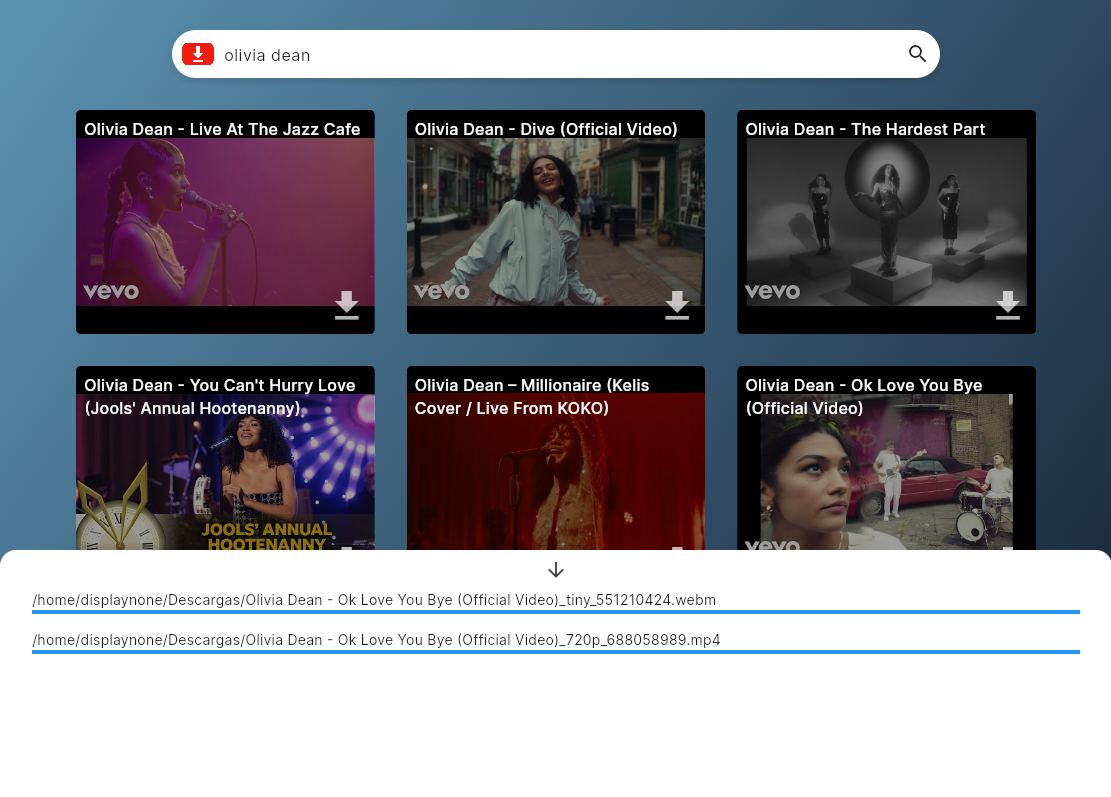 olivia dean
Olivia Dean - Live At The Jazz Cafe
vevo
Olivia Dean - Dive (Official Video)
vevo
Olivia Dean - The Hardest Part
vevo
Olivia Dean - You Can't Hurry Love
(Jools' Annual Hootenanny)
JOOLS' ANNUAL
HOOTENANNY
Olivia Dean – Millionaire (Kelis
Cover / Live From KOKO)
Olivia Dean - Ok Love You Bye
(Official Video)
vevo
/home/displaynone/Descargas/Olivia Dean - Ok Love You Bye (Official Video)_tiny_551210424.webm
/home/displaynone/Descargas/Olivia Dean - Ok Love You Bye (Official Video)_720p_688058989.mp4